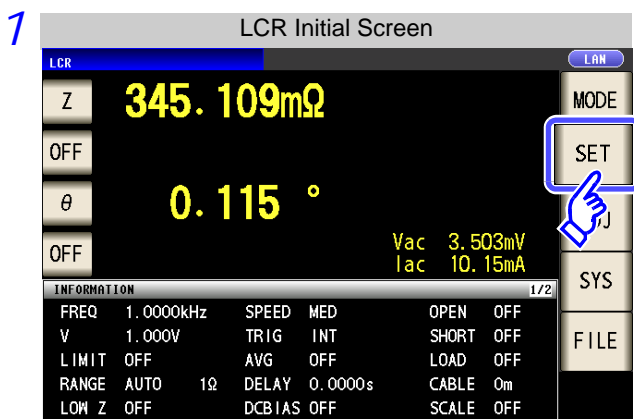 1
LCR Initial Screen
LCR
LAN
Z
345.109mΩ
MODE
OFF
SET
θ
0.115 °
OFF
Vac 3.503mV
Iac 10.15mA
SYS
INFORMATION 1/2
FREQ 1.0000kHz SPEED MED OPEN OFF
V 1.000V TRIG INT SHORT OFF
FILE
LIMIT OFF AVG OFF LOAD OFF
RANGE AUTO 1Ω DELAY 0.0000s CABLE 0m
LOW Z OFF DCBIAS OFF SCALE OFF